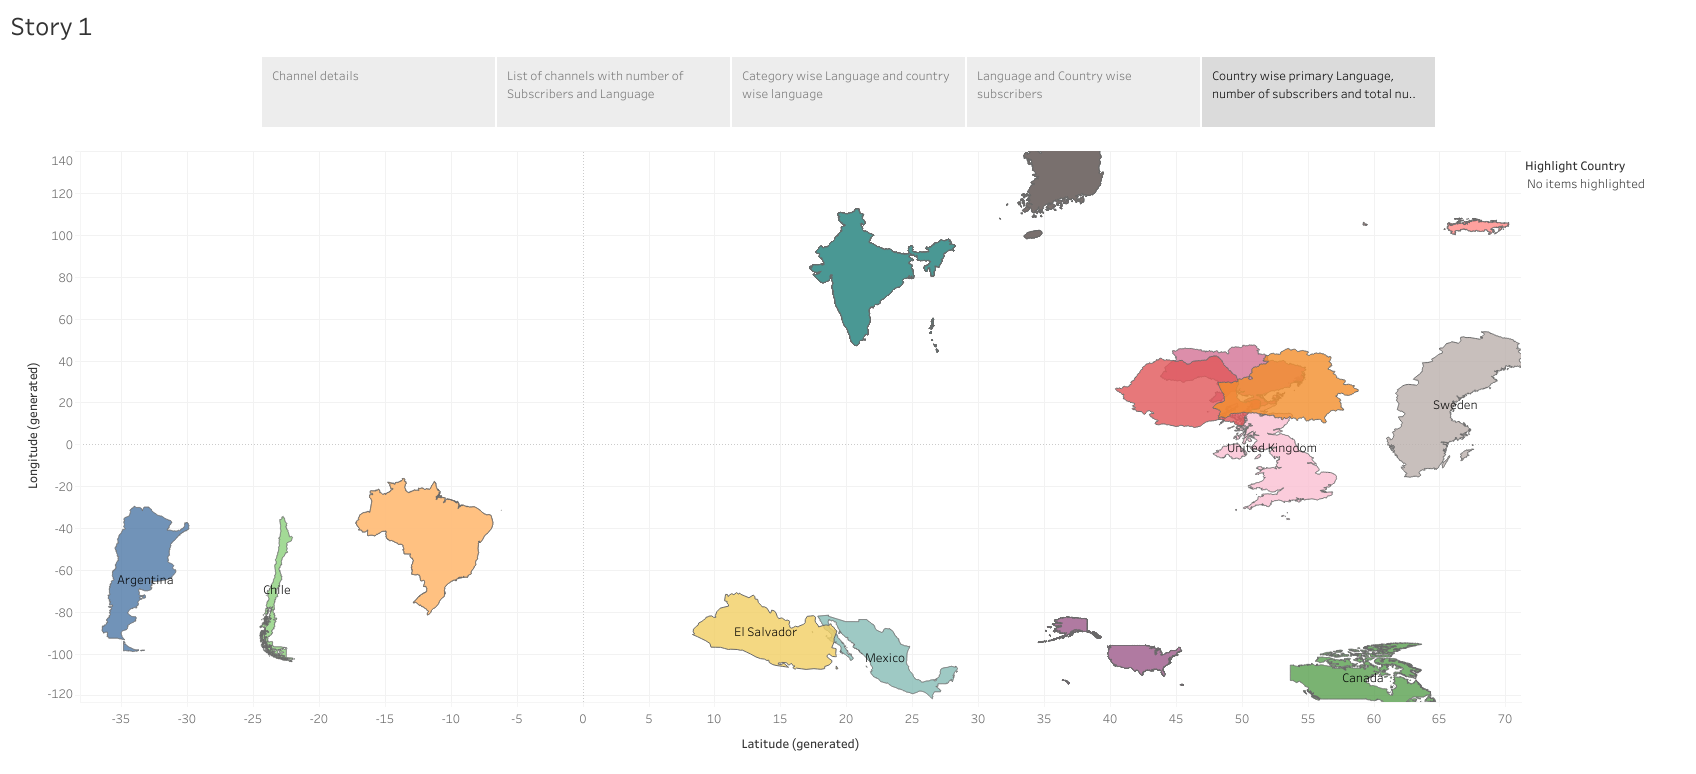 Story 1
Channel details
List of channels with number of
Subscribers and Language
Category wise Language and country
wise language
Language and Country wise
subscribers
Country wise primary Language,
number of subscribers and total nu..
Highlight Country
No items highlighted
140
120
100
80
60
40
20
0
-20
-40
-60
-80
-100
-120
Longitude (generated)
Sweden
United Kingdom
Argentina
Chile
El Salvador
Mexico
Canada
-35
-30
-25
-20
-15
-10
-5
0
5
10
15
20
25
30
35
40
45
50
55
60
65
70
Latitude (generated)